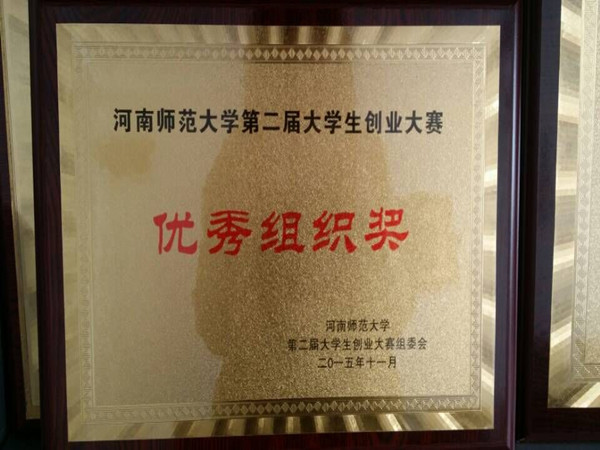 河南师范大学第二届大学生创业大赛
优秀组织奖
河南师范大学
第二届大学生创业大赛组委会
二〇一五年十一月